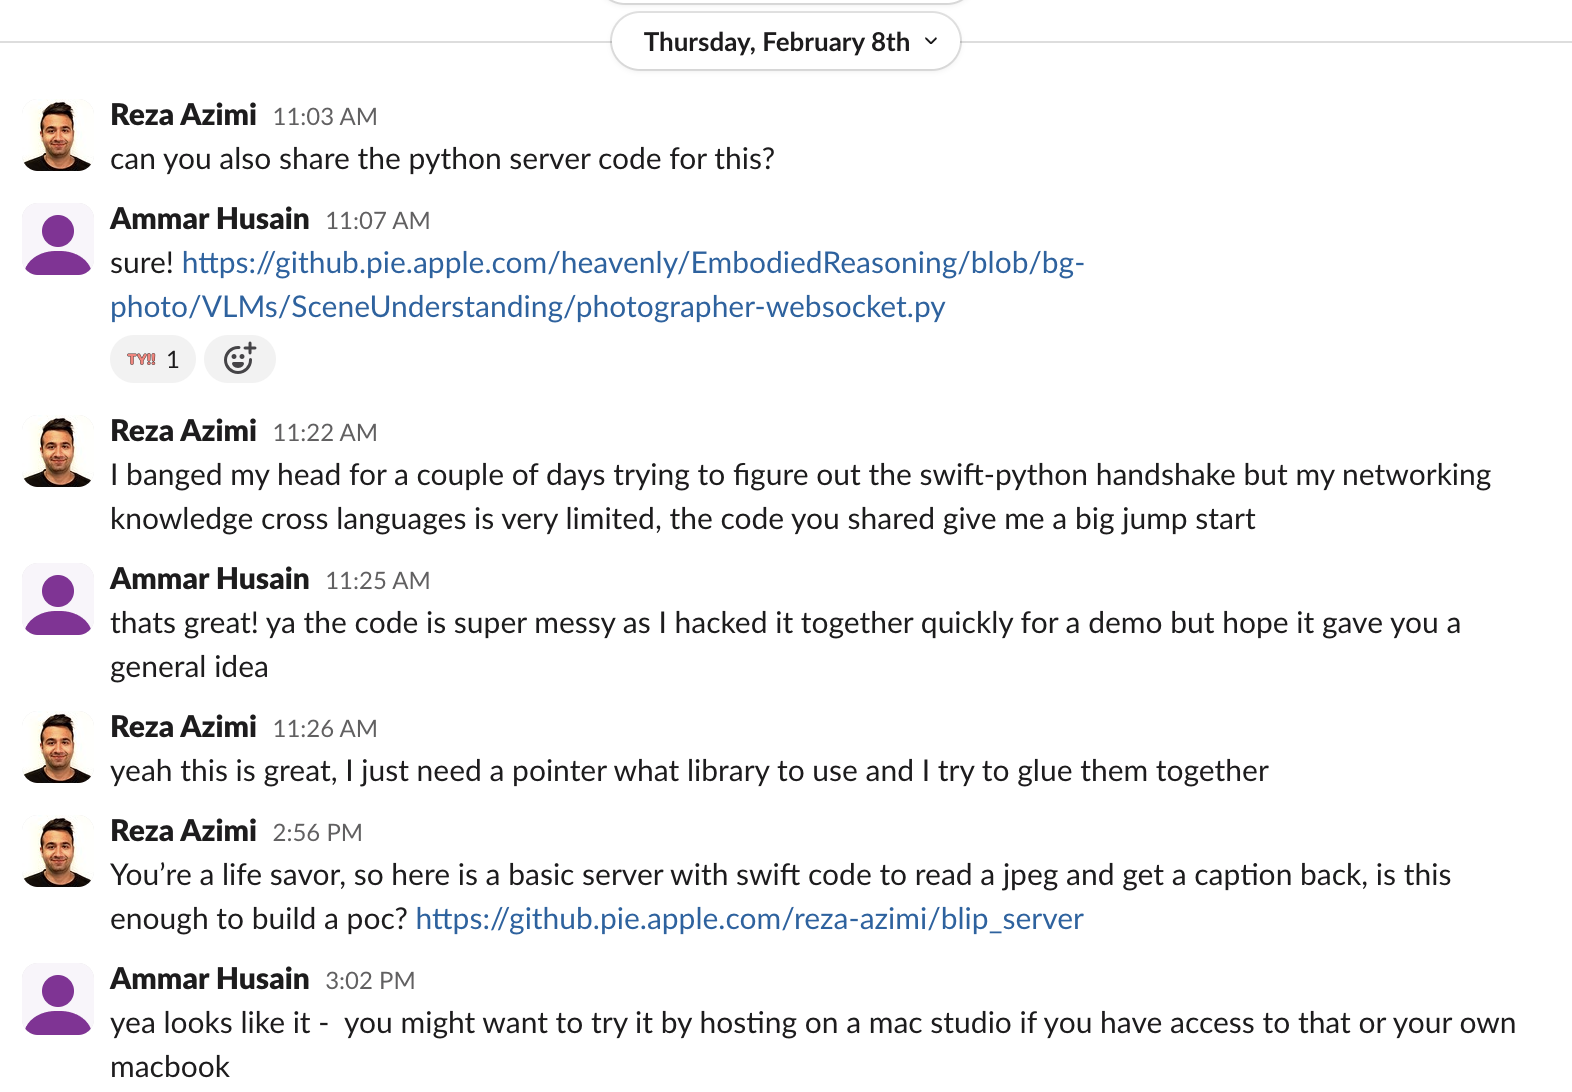 Thursday, February 8th
Reza Azimi 11:03 AM
can you also share the python server code for this?
Ammar Husain 11:07 AM
sure! https://github.pie.apple.com/heavenly/EmbodiedReasoning/blob/bg-
photo/VLMs/SceneUnderstanding/photographer-websocket.py
TY!! 1
Reza Azimi 11:22 AM
I banged my head for a couple of days trying to figure out the swift-python handshake but my networking
knowledge cross languages is very limited, the code you shared give me a big jump start
Ammar Husain 11:25 AM
thats great! ya the code is super messy as I hacked it together quickly for a demo but hope it gave you a
general idea
Reza Azimi 11:26 AM
yeah this is great, I just need a pointer what library to use and I try to glue them together
Reza Azimi 2:56 PM
You’re a life savor, so here is a basic server with swift code to read a jpeg and get a caption back, is this
enough to build a poc? https://github.pie.apple.com/reza-azimi/blip_server
Ammar Husain 3:02 PM
yea looks like it -  you might want to try it by hosting on a mac studio if you have access to that or your own
macbook